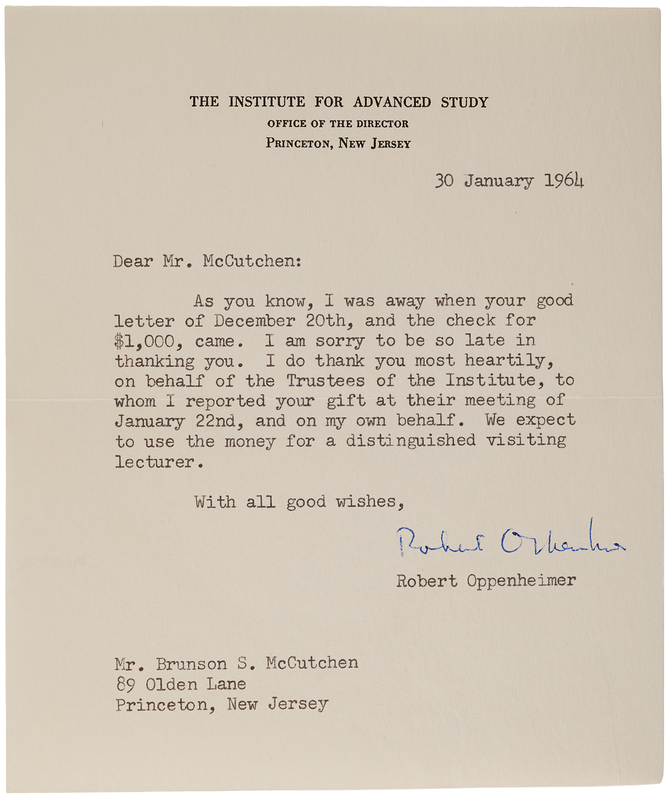 THE INSTITUTE FOR ADVANCED STUDY
OFFICE OF THE DIRECTOR
PRINCETON, NEW JERSEY
30 January 1964
Dear Mr. McCutchen:
As you know, I was away when your good
letter of December 20th, and the check for
$1,000, came. I am sorry to be so late in
thanking you. I do thank you most heartily,
on behalf of the Trustees of the Institute, to
whom I reported your gift at their meeting of
January 22nd, and on my own behalf. We expect
to use the money for a distinguished visiting
lecturer.
With all good wishes,
Robert Oppenheimer
Robert Oppenheimer
Mr. Brunson S. McCutchen
89 Olden Lane
Princeton, New Jersey